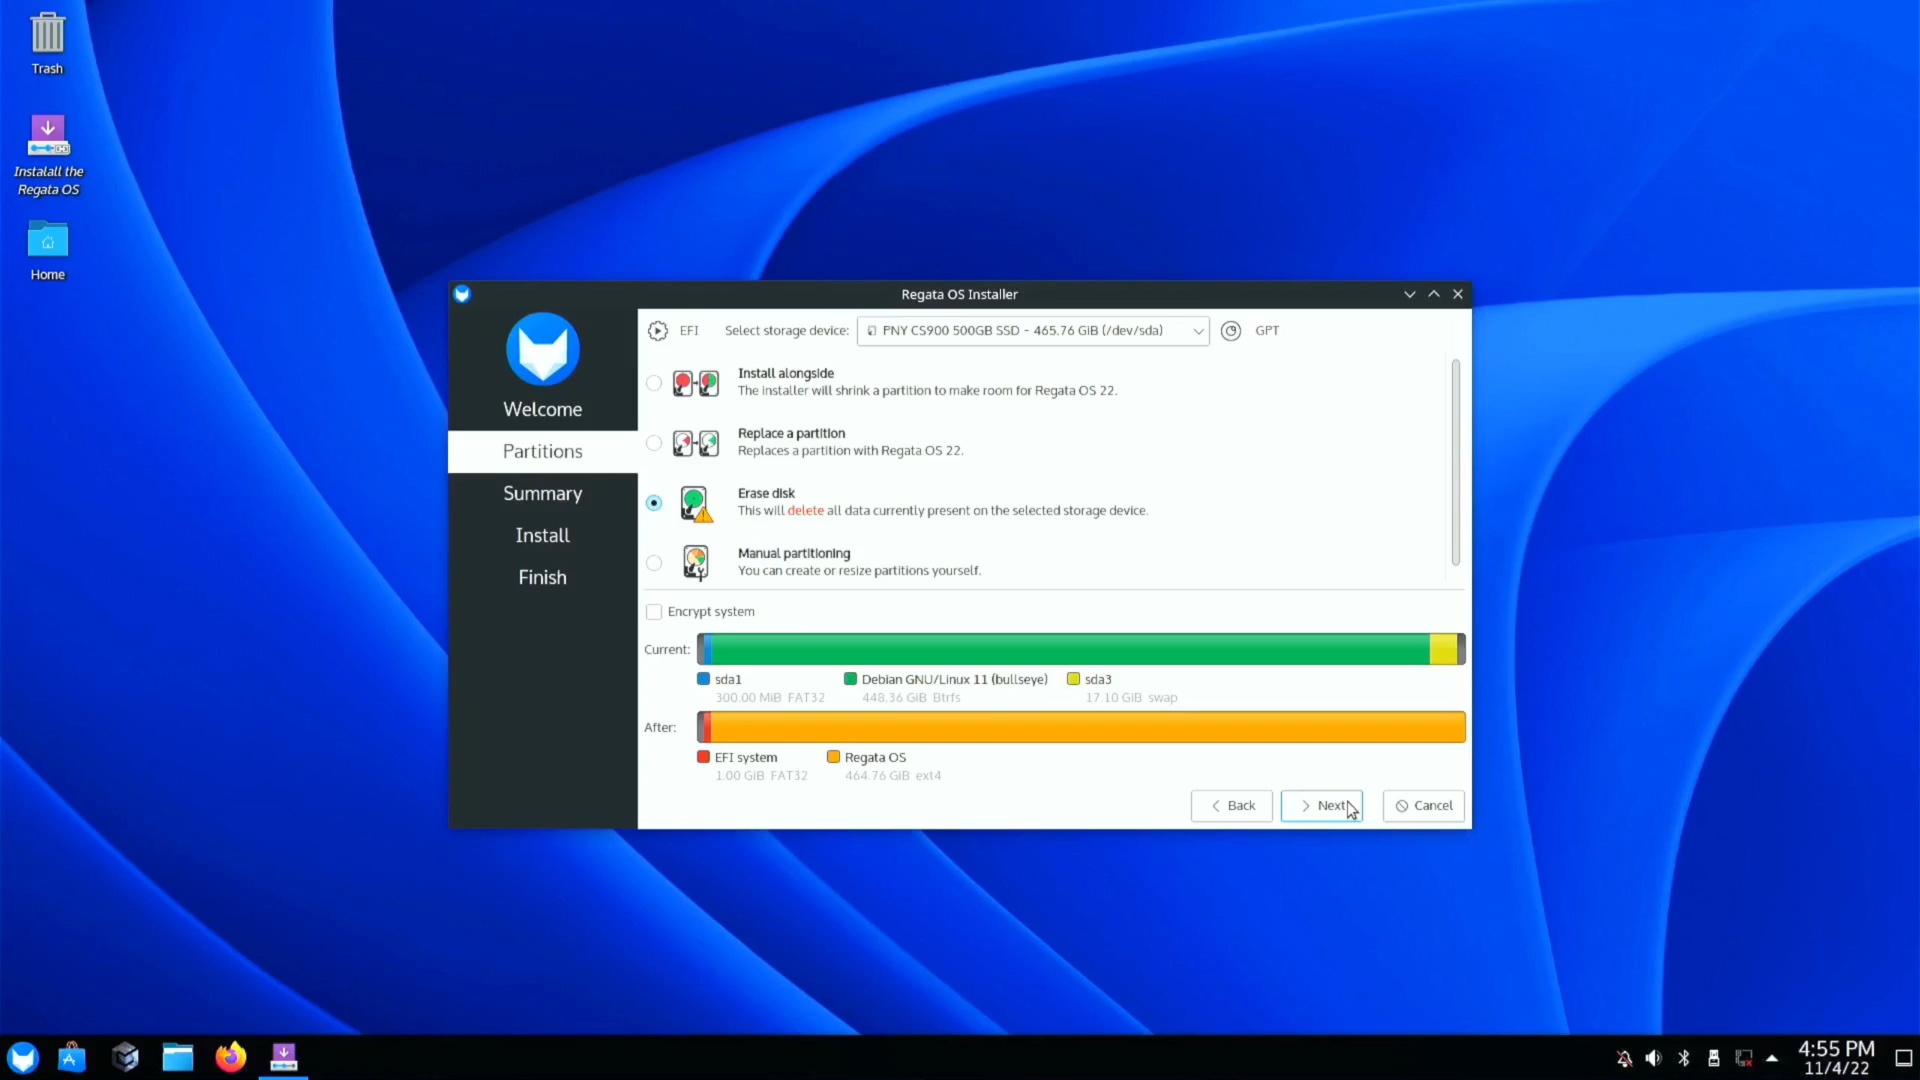 Trash
Instalall the
Regata OS
Home
Regata OS Installer
Welcome
Partitions
Summary
Install
Finish
EFI
Select storage device:
PNY CS900 500GB SSD - 465.76 GiB (/dev/sda)
GPT
Install alongside
The installer will shrink a partition to make room for Regata OS 22.
Replace a partition
Replaces a partition with Regata OS 22.
Erase disk
This will delete all data currently present on the selected storage device.
Manual partitioning
You can create or resize partitions yourself.
Encrypt system
Current:
sda1
300.00 MiB FAT32
Debian GNU/Linux 11 (bullseye)
448.36 GiB Btrfs
sda3
17.10 GiB swap
After:
EFI system
1.00 GiB FAT32
Regata OS
464.76 GiB ext4
Back
Next
Cancel
4:55 PM
11/4/22